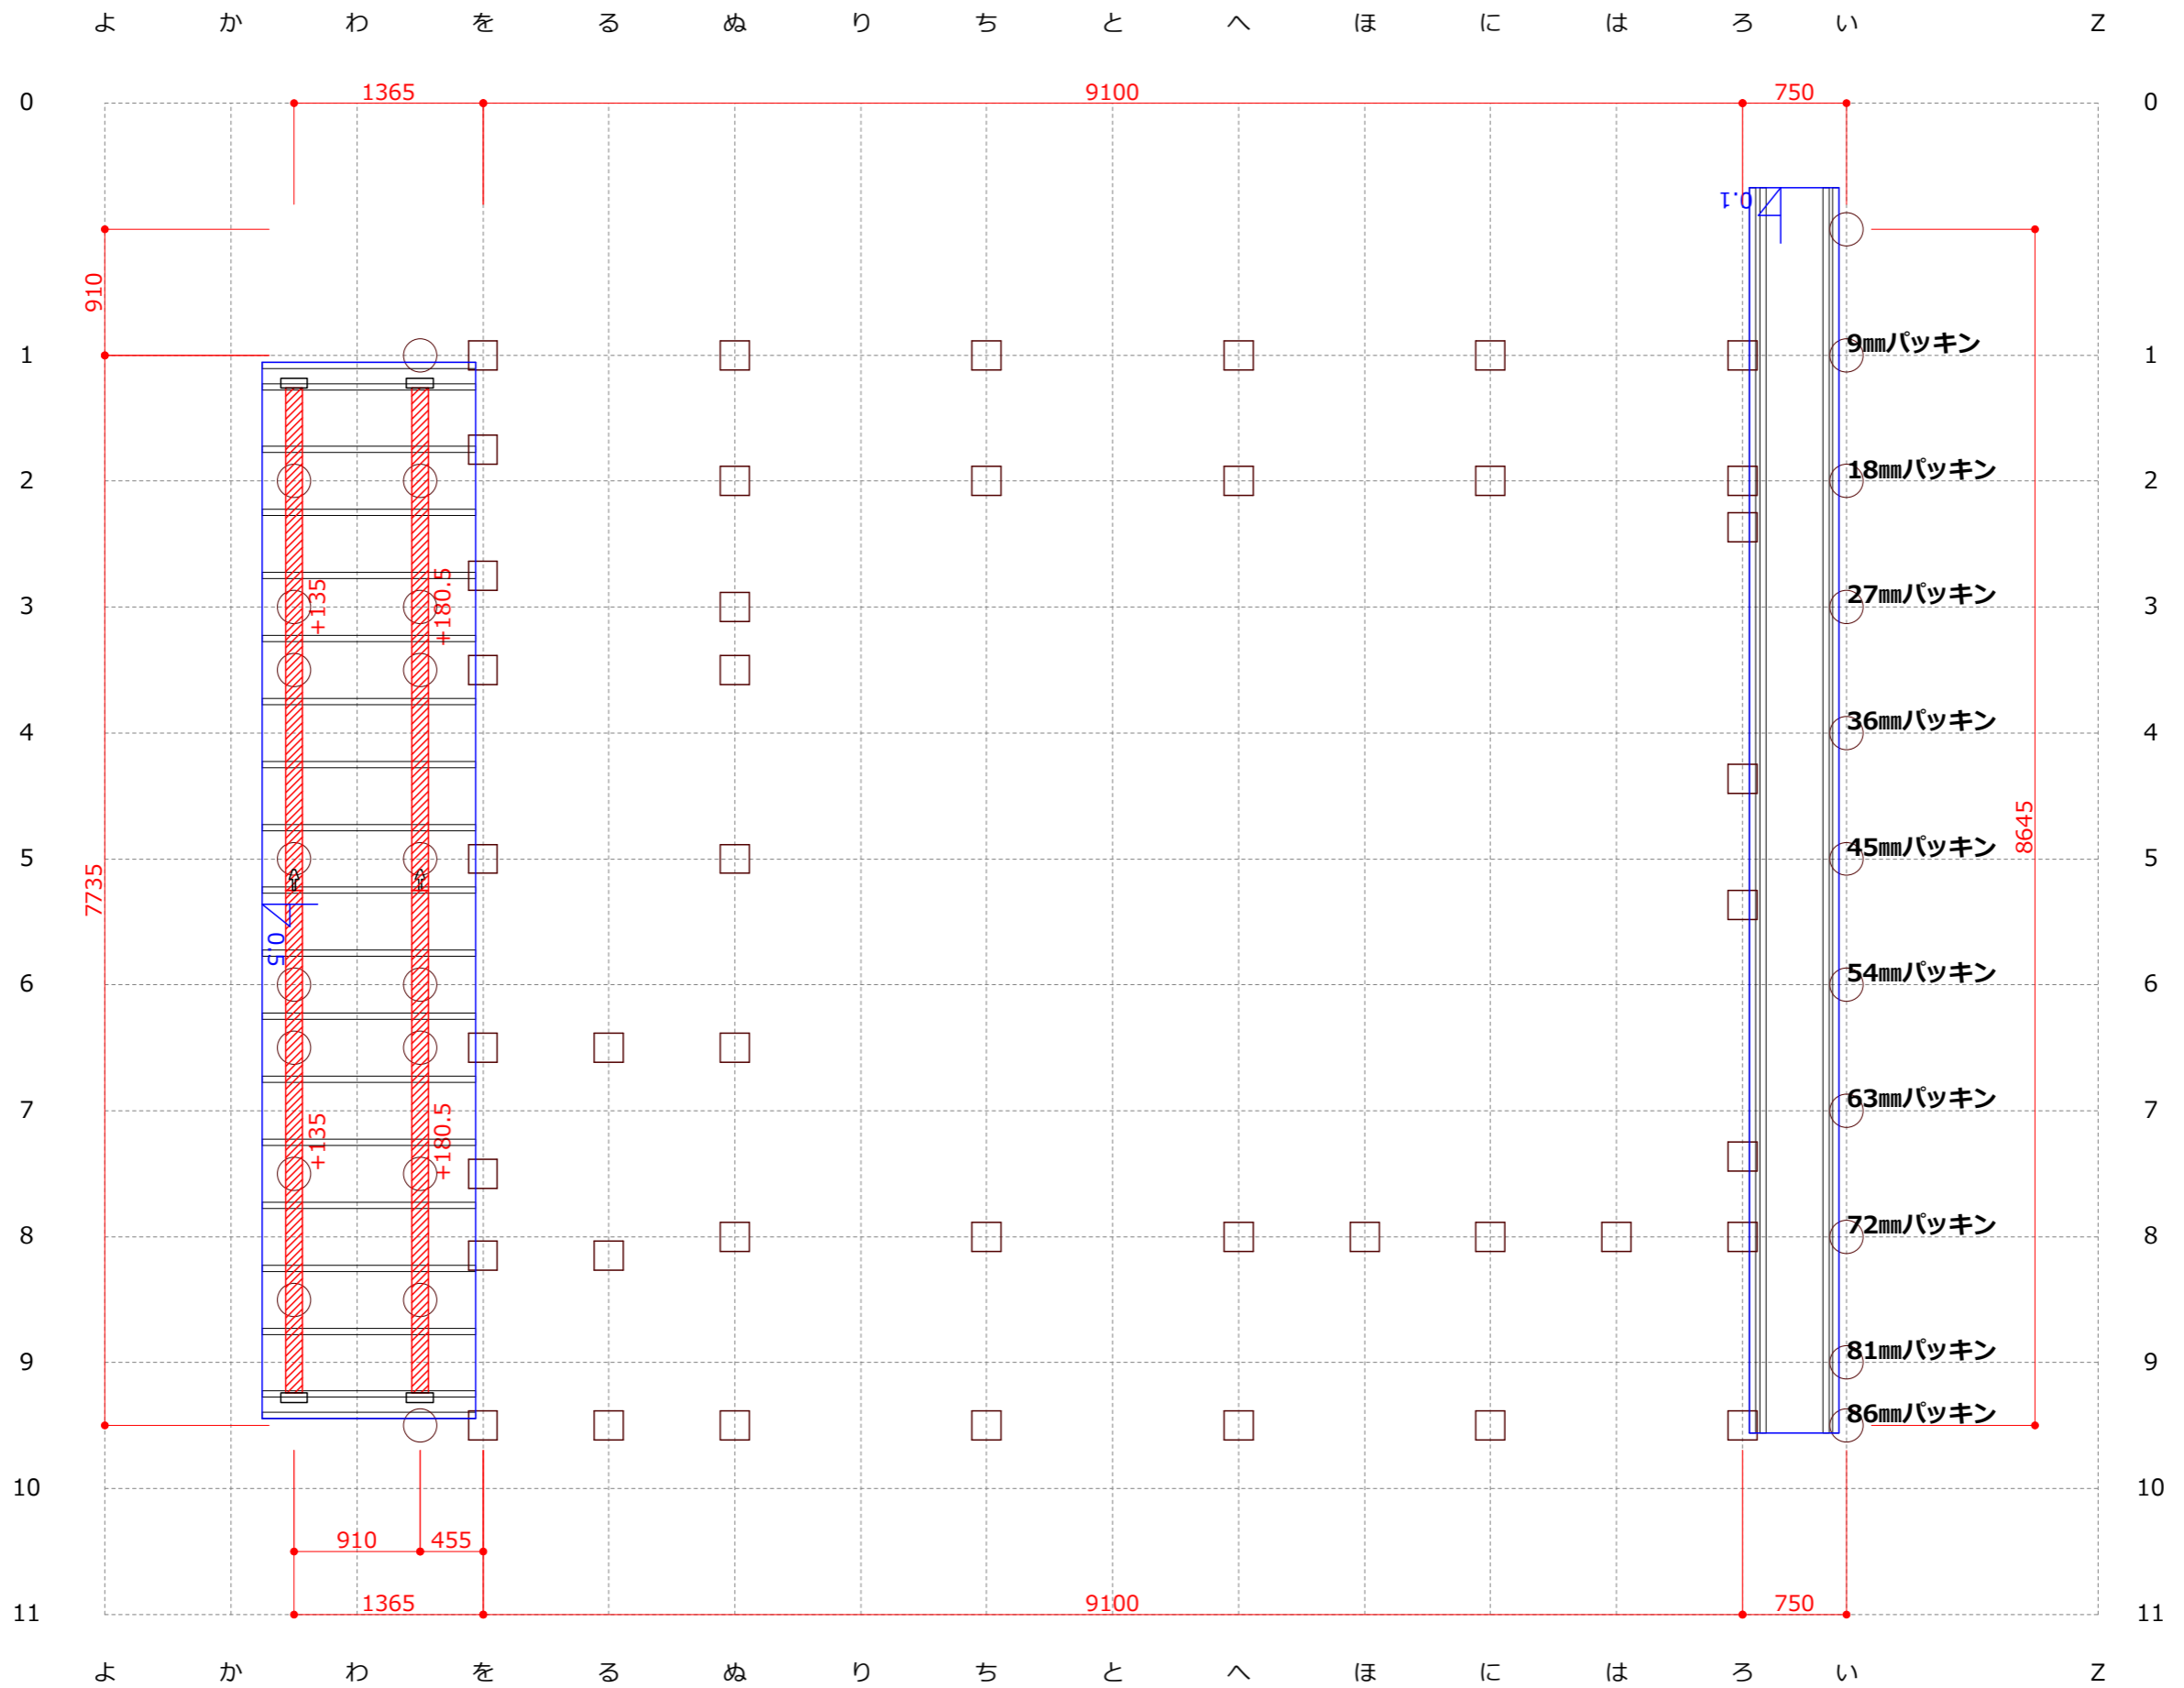 よ か わ を る ぬ り ち と へ ほ に は ろ い Z
1365 9100 750
0 0
0.1
910
1 9㎜パッキン 1
2 18㎜パッキン 2
3 +135 +180.5 27㎜パッキン 3
4 36㎜パッキン 4
8645
5 45㎜パッキン 5
7735
0.5
6 54㎜パッキン 6
7 63㎜パッキン 7
+135 +180.5
8 72㎜パッキン 8
9 81㎜パッキン 9
86㎜パッキン
10 10
910 455
1365 9100 750
11 11
よ か わ を る ぬ り ち と へ ほ に は ろ い Z